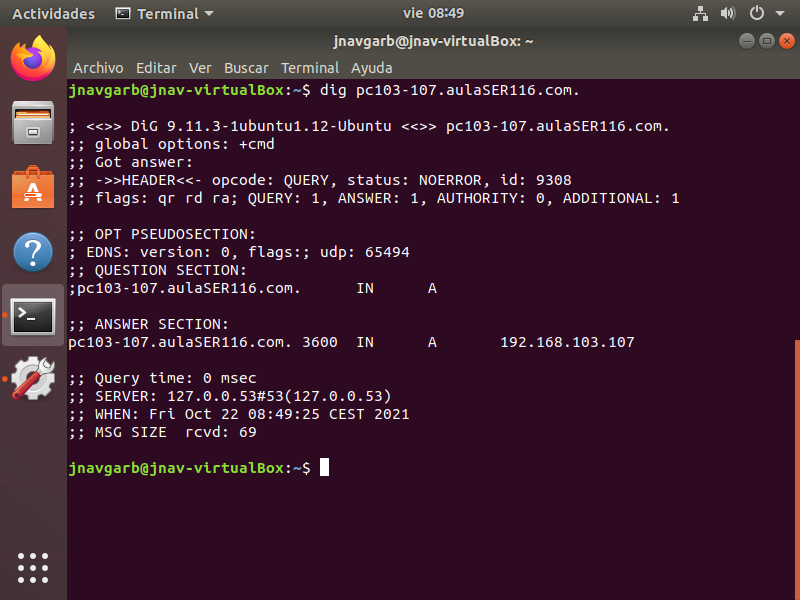 Actividades Terminal vie 08:49
jnavgarb@jnav-virtualBox: ~
Archivo Editar Ver Buscar Terminal Ayuda
jnavgarb@jnav-virtualBox:~$ dig pc103-107.aulaSER116.com.
; <<>> DiG 9.11.3-1ubuntu1.12-Ubuntu <<>> pc103-107.aulaSER116.com.
;; global options: +cmd
;; Got answer:
;; ->>HEADER<<- opcode: QUERY, status: NOERROR, id: 9308
;; flags: qr rd ra; QUERY: 1, ANSWER: 1, AUTHORITY: 0, ADDITIONAL: 1
;; OPT PSEUDOSECTION:
; EDNS: version: 0, flags:; udp: 65494
;; QUESTION SECTION:
;pc103-107.aulaSER116.com. IN A
;; ANSWER SECTION:
pc103-107.aulaSER116.com. 3600 IN A 192.168.103.107
;; Query time: 0 msec
;; SERVER: 127.0.0.53#53(127.0.0.53)
;; WHEN: Fri Oct 22 08:49:25 CEST 2021
;; MSG SIZE rcvd: 69
jnavgarb@jnav-virtualBox:~$